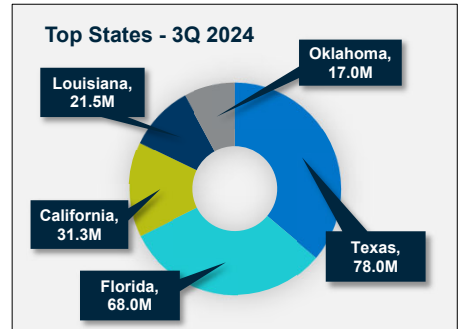 Top States - 3Q 2024
Oklahoma,
17.0M
Louisiana,
21.5M
California,
31.3M
Texas,
78.0M
Florida,
68.0M